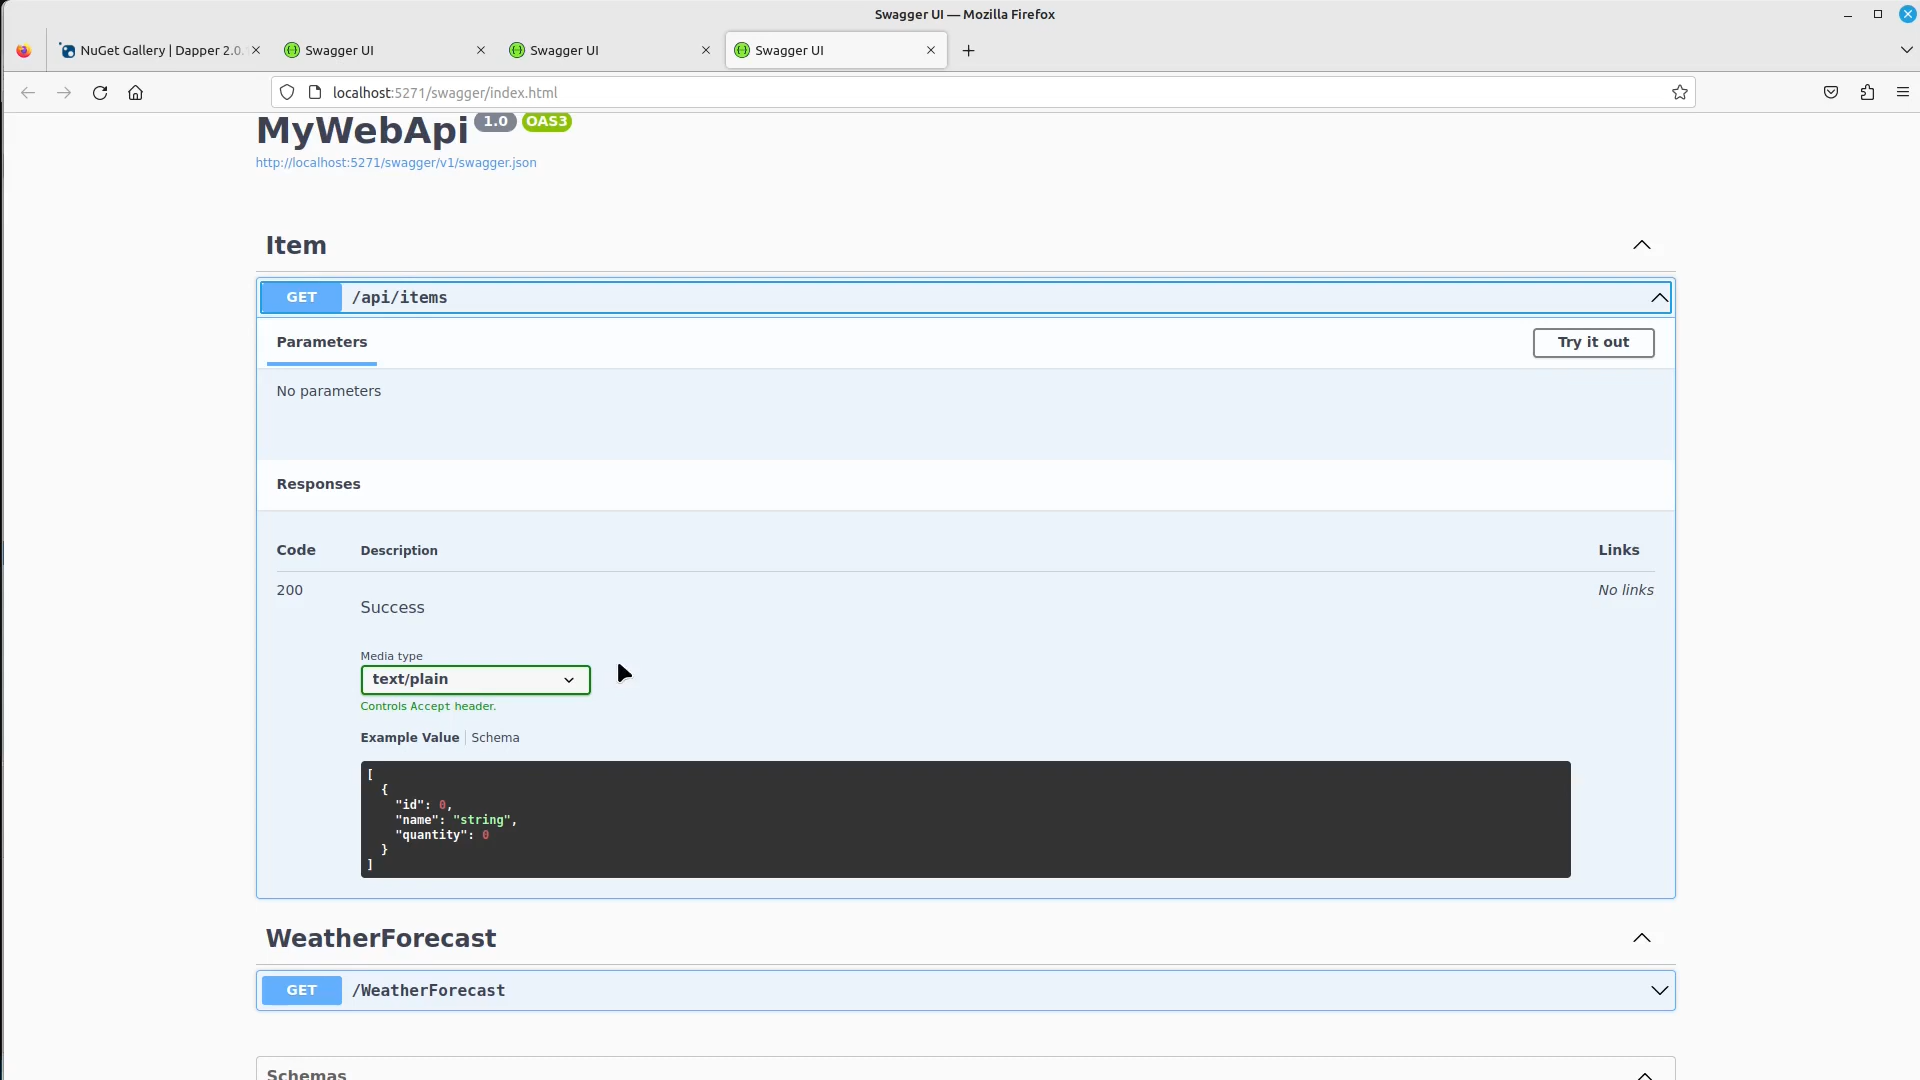 Swagger UI — Mozilla Firefox
NuGet Gallery | Dapper 2.0.
Swagger UI
Swagger UI
Swagger UI
localhost:5271/swagger/index.html
MyWebApi 1.0 OAS3
http://localhost:5271/swagger/v1/swagger.json
Item
GET /api/items
Parameters
Try it out
No parameters
Responses
Code Description Links
200 Success No links
Media type
text/plain
Controls Accept header.
Example Value | Schema
[
  {
    "id": 0,
    "name": "string",
    "quantity": 0
  }
]
WeatherForecast
GET /WeatherForecast
Schemas